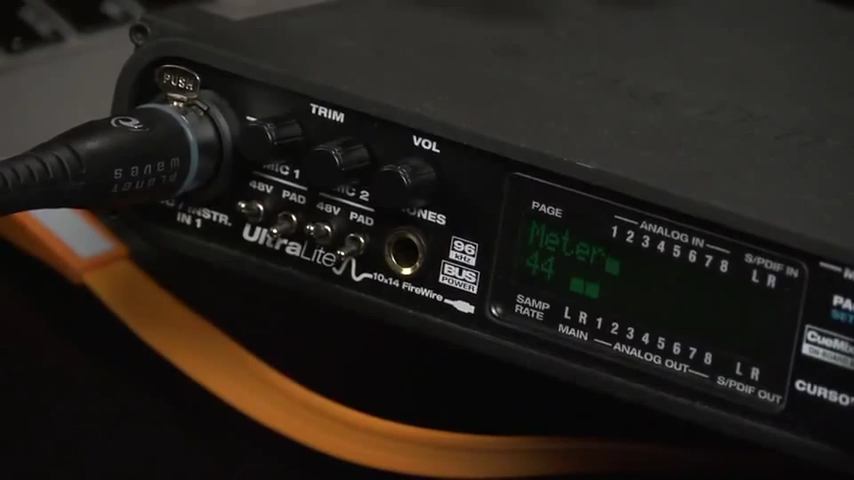 PUSH
planet waves
TRIM
VOL
MIC 1
MIC 2
48V PAD 48V PAD
INSTR.
IN 1
UltraLite
10x14 FireWire
96
kHz
BUS
POWER
PAGE
Meter
44
SAMP
RATE
ANALOG IN
1 2 3 4 5 6 7 8
S/PDIF IN
L R
L R
MAIN
1 2 3 4 5 6 7 8
ANALOG OUT
L R
S/PDIF OUT
CueMix